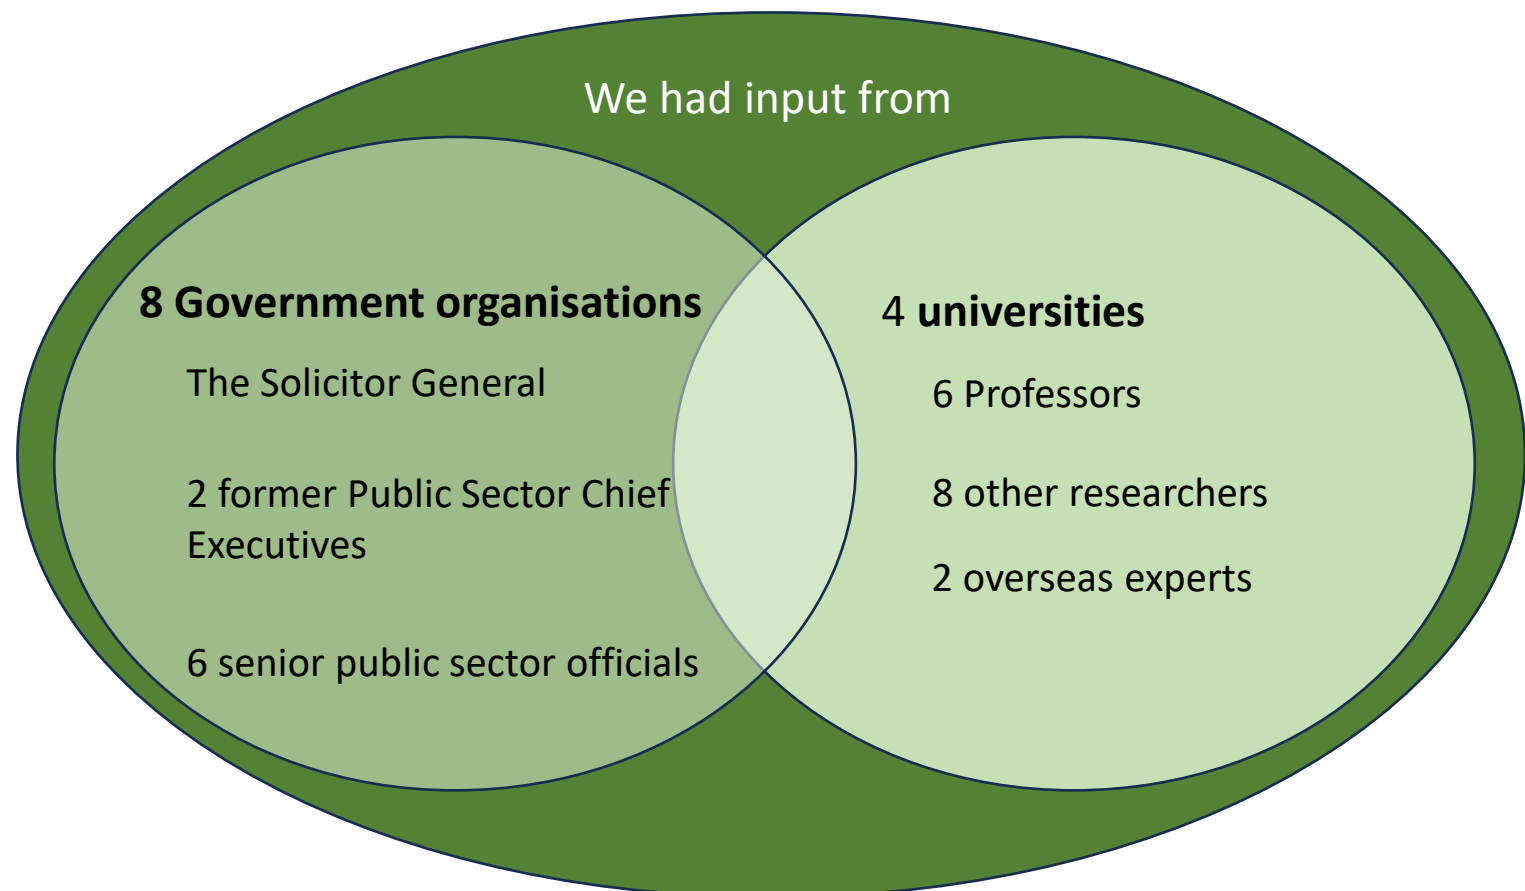 We had input from
8 Government organisations
The Solicitor General
2 former Public Sector Chief
Executives
6 senior public sector officials
4 universities
6 Professors
8 other researchers
2 overseas experts